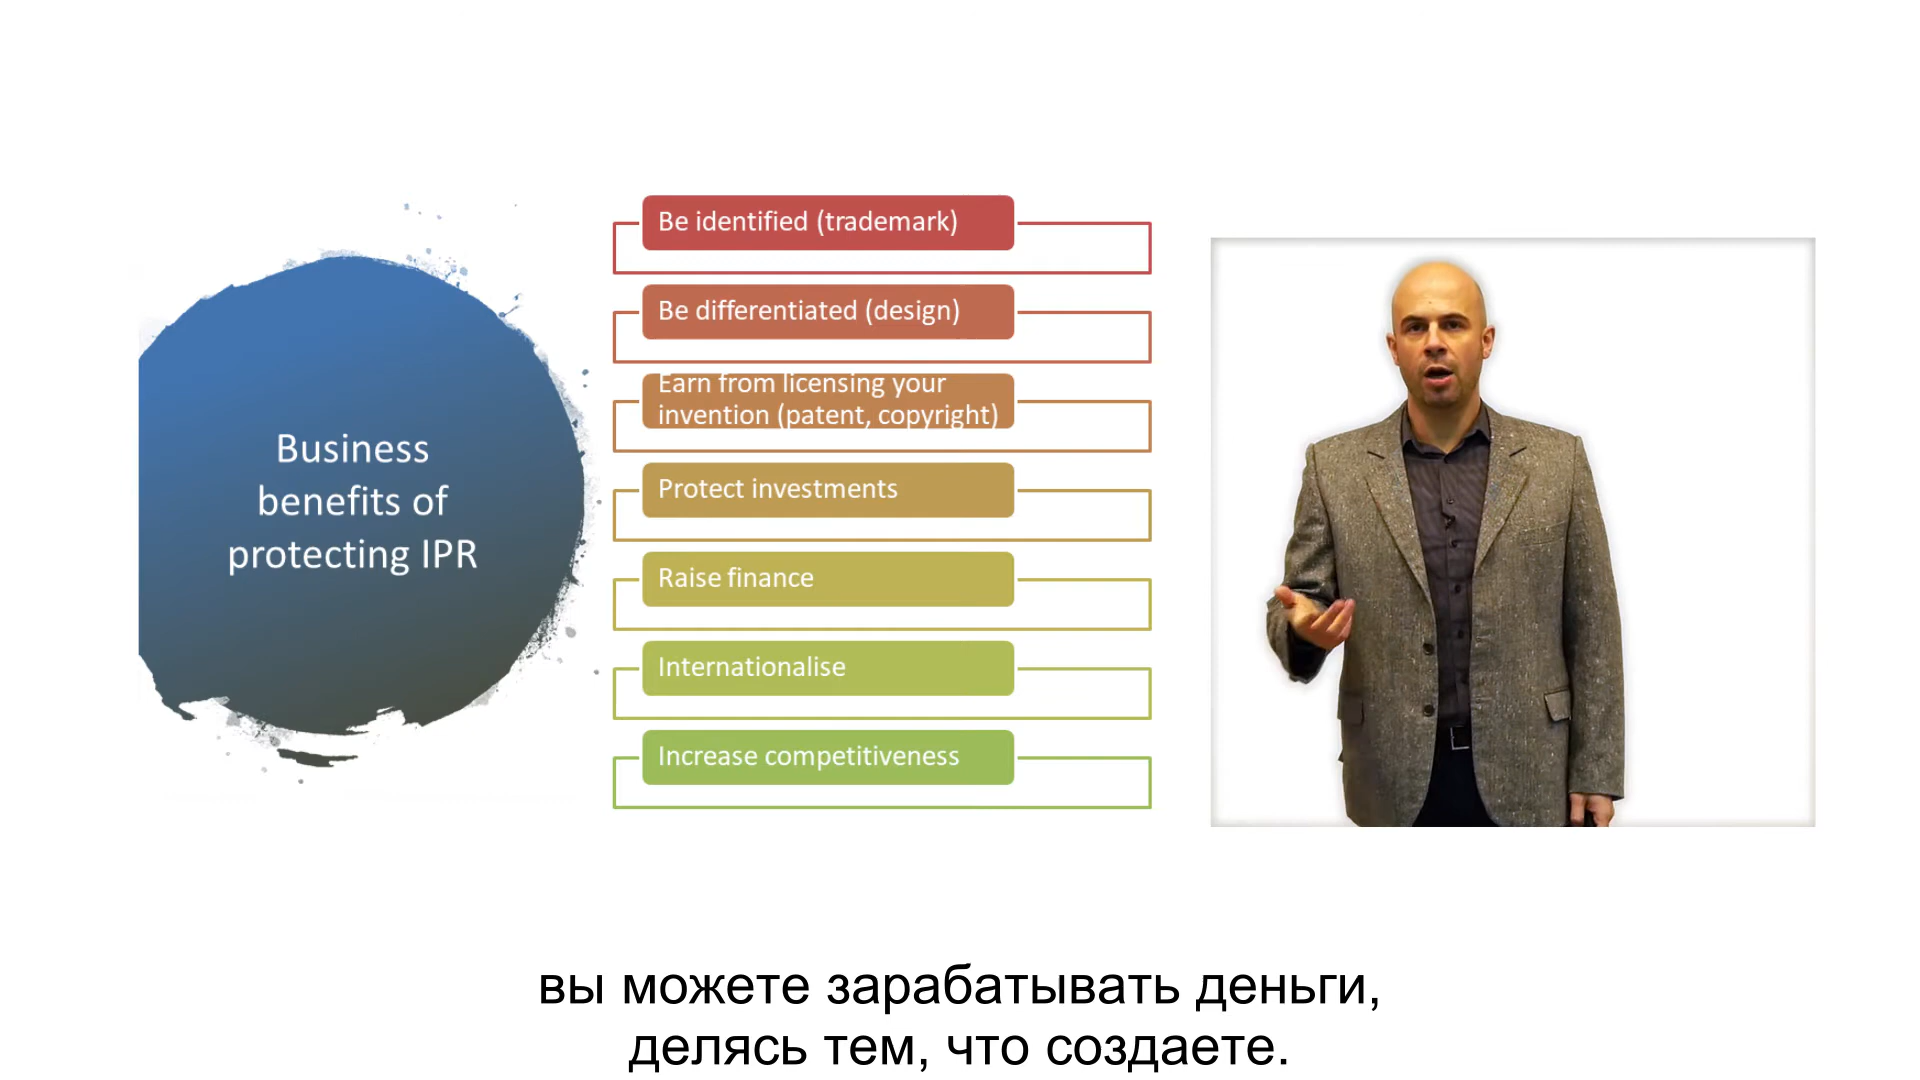 Business
benefits of
protecting IPR
Be identified (trademark)
Be differentiated (design)
Earn from licensing your
invention (patent, copyright)
Protect investments
Raise finance
Internationalise
Increase competitiveness
вы можете зарабатывать деньги,
делясь тем, что создаете.